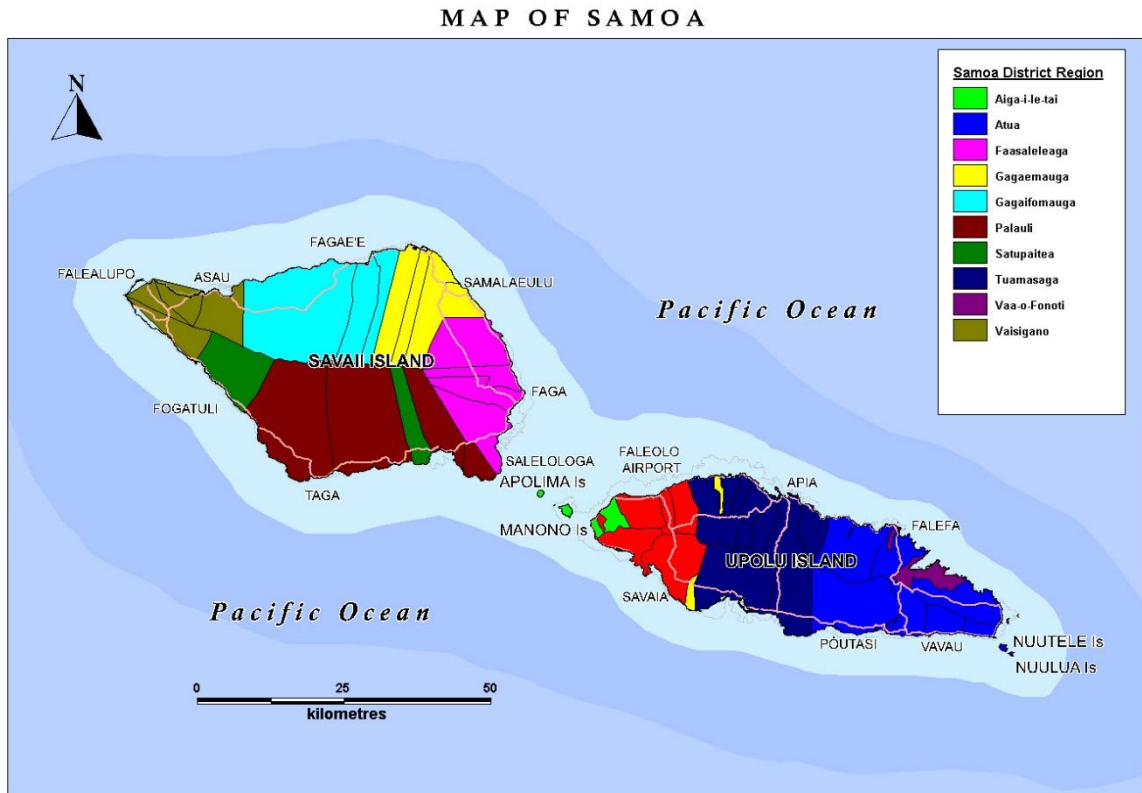 MAP OF SAMOA
N
Samoa District Region
Aiga-i-le-tai
Atua
Faasaleleaga
Gagaemauga
Gagaifomauga
Palauli
Satupaitea
Tuamasaga
Vaa-o-Fonoti
Vaisigano
FAGAE'E
FALEALUPO
ASAU
SAMALAEULU
Pacific Ocean
SAVAII ISLAND
FAGA
FOGATULI
SALELOLOGA
TAGA
APOLIMA Is
FALEOLO
AIRPORT
APIA
MANONO Is
FALEFA
UPOLU ISLAND
SAVAIA
Pacific Ocean
POUTASI
VAVAU
NUUTELE Is
NUULUA Is
0 25 50
kilometres